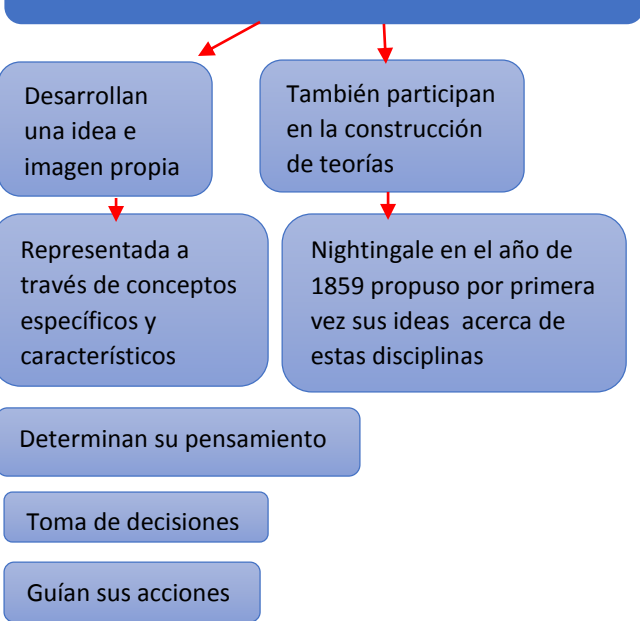 Desarrollan
una idea e
imagen propia
También participan
en la construcción
de teorías
Representada a
través de conceptos
específicos y
característicos
Nightingale en el año de
1859 propuso por primera
vez sus ideas acerca de
estas disciplinas
Determinan su pensamiento
Toma de decisiones
Guían sus acciones